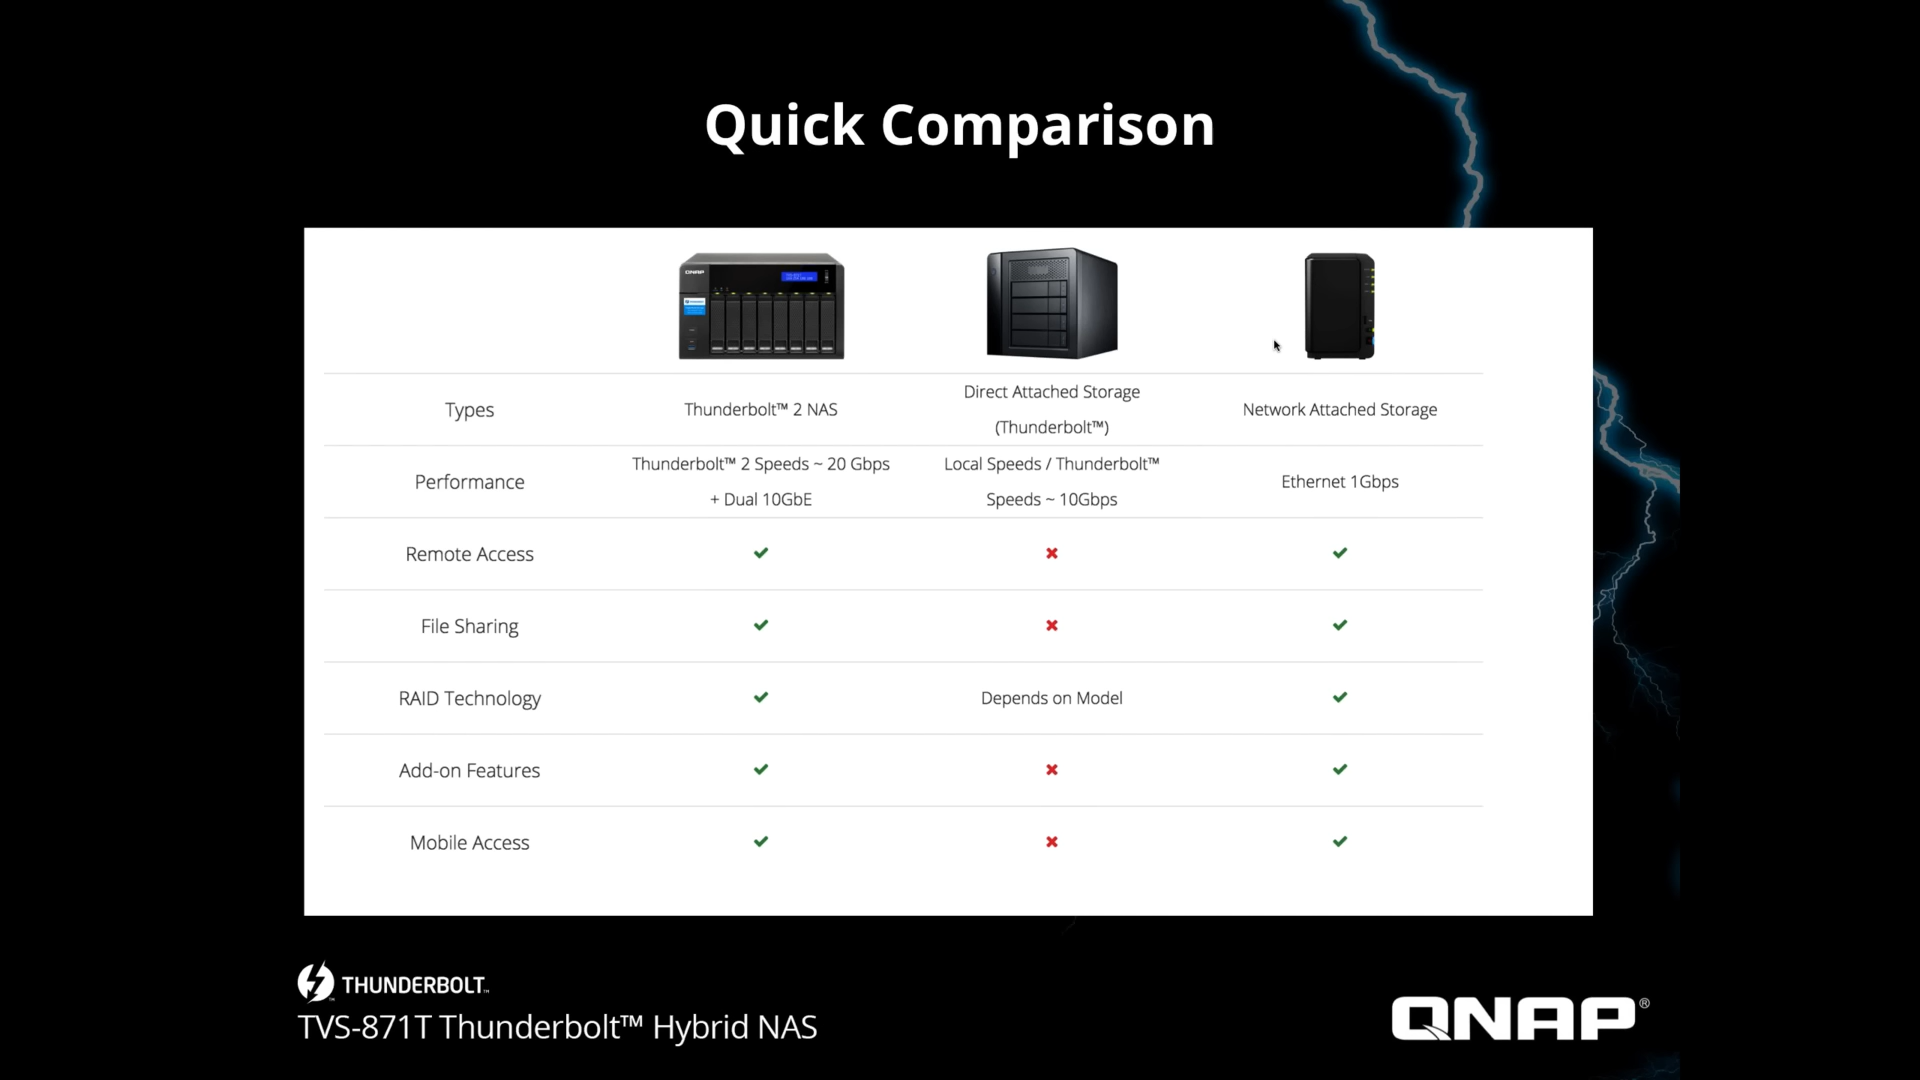 Quick Comparison
QNAP
Types
Thunderbolt™ 2 NAS
Direct Attached Storage
(Thunderbolt™)
Network Attached Storage
Performance
Thunderbolt™ 2 Speeds ~ 20 Gbps
+ Dual 10GbE
Local Speeds / Thunderbolt™
Speeds ~ 10Gbps
Ethernet 1Gbps
Remote Access
File Sharing
RAID Technology
Depends on Model
Add-on Features
Mobile Access
THUNDERBOLT™
TVS-871T Thunderbolt™ Hybrid NAS
QNAP®